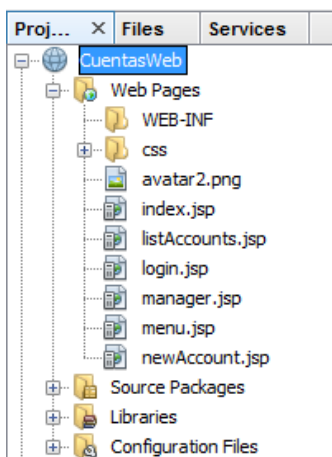 Proj... × Files Services
CuentasWeb
Web Pages
WEB-INF
css
avatar2.png
index.jsp
listAccounts.jsp
login.jsp
manager.jsp
menu.jsp
newAccount.jsp
Source Packages
Libraries
Configuration Files